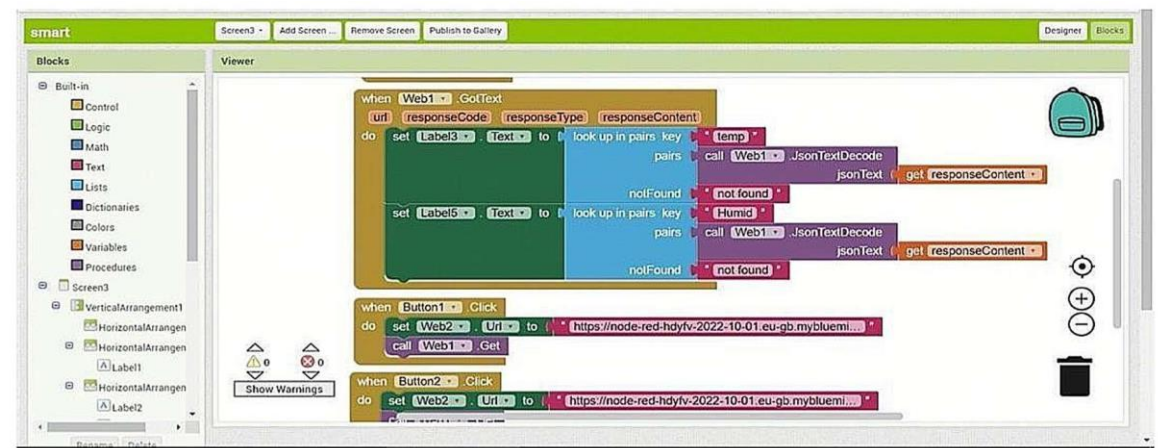 smart
Screen3 Add Screen ... Remove Screen Publish to Gallery Designer Blocks
Blocks
Viewer
Built-in
Control
Logic
Math
Text
Lists
Dictionaries
Colors
Variables
Procedures
Screen3
VerticalArrangement1
HorizontalArrangen
HorizontalArrangen
Label1
HorizontalArrangen
Label2
Rename Delete
when Web1 .GotText
url responseCode responseType responseContent
do set Label3 . Text to look up in pairs key " temp "
pairs call Web1 .JsonTextDecode
jsonText get responseContent
notFound " not found "
set Label5 . Text to look up in pairs key " Humid "
pairs call Web1 .JsonTextDecode
jsonText get responseContent
notFound " not found "
when Button1 .Click
do set Web2 . Url to " https://node-red-hdyfv-2022-10-01.eu-gb.mybluemi... "
call Web1 .Get
when Button2 .Click
do set Web2 . Url to " https://node-red-hdyfv-2022-10-01.eu-gb.mybluemi... "
0 0
Show Warnings